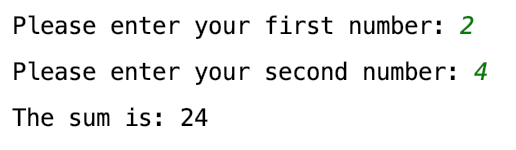 Please enter your first number: 2
Please enter your second number: 4
The sum is: 24